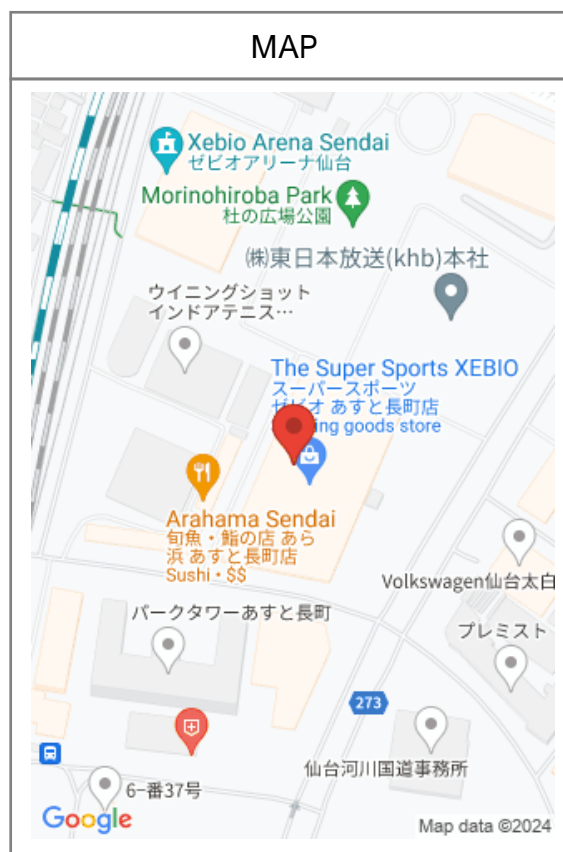 MAP
Xebio Arena Sendai
ゼビオアリーナ仙台
Morinohiroba Park
杜の広場公園
㈱東日本放送(khb)本社
ウイニングショット
インドアテニス…
The Super Sports XEBIO
スーパースポーツ
ゼビオ あすと長町店
goods store
Arahama Sendai
旬魚・鮨の店 あら
浜 あすと長町店
Sushi・$$
Volkswagen仙台太白
パークタワーあすと長町
プレミスト
273
仙台河川国道事務所
6−番37号
Google
Map data ©2024